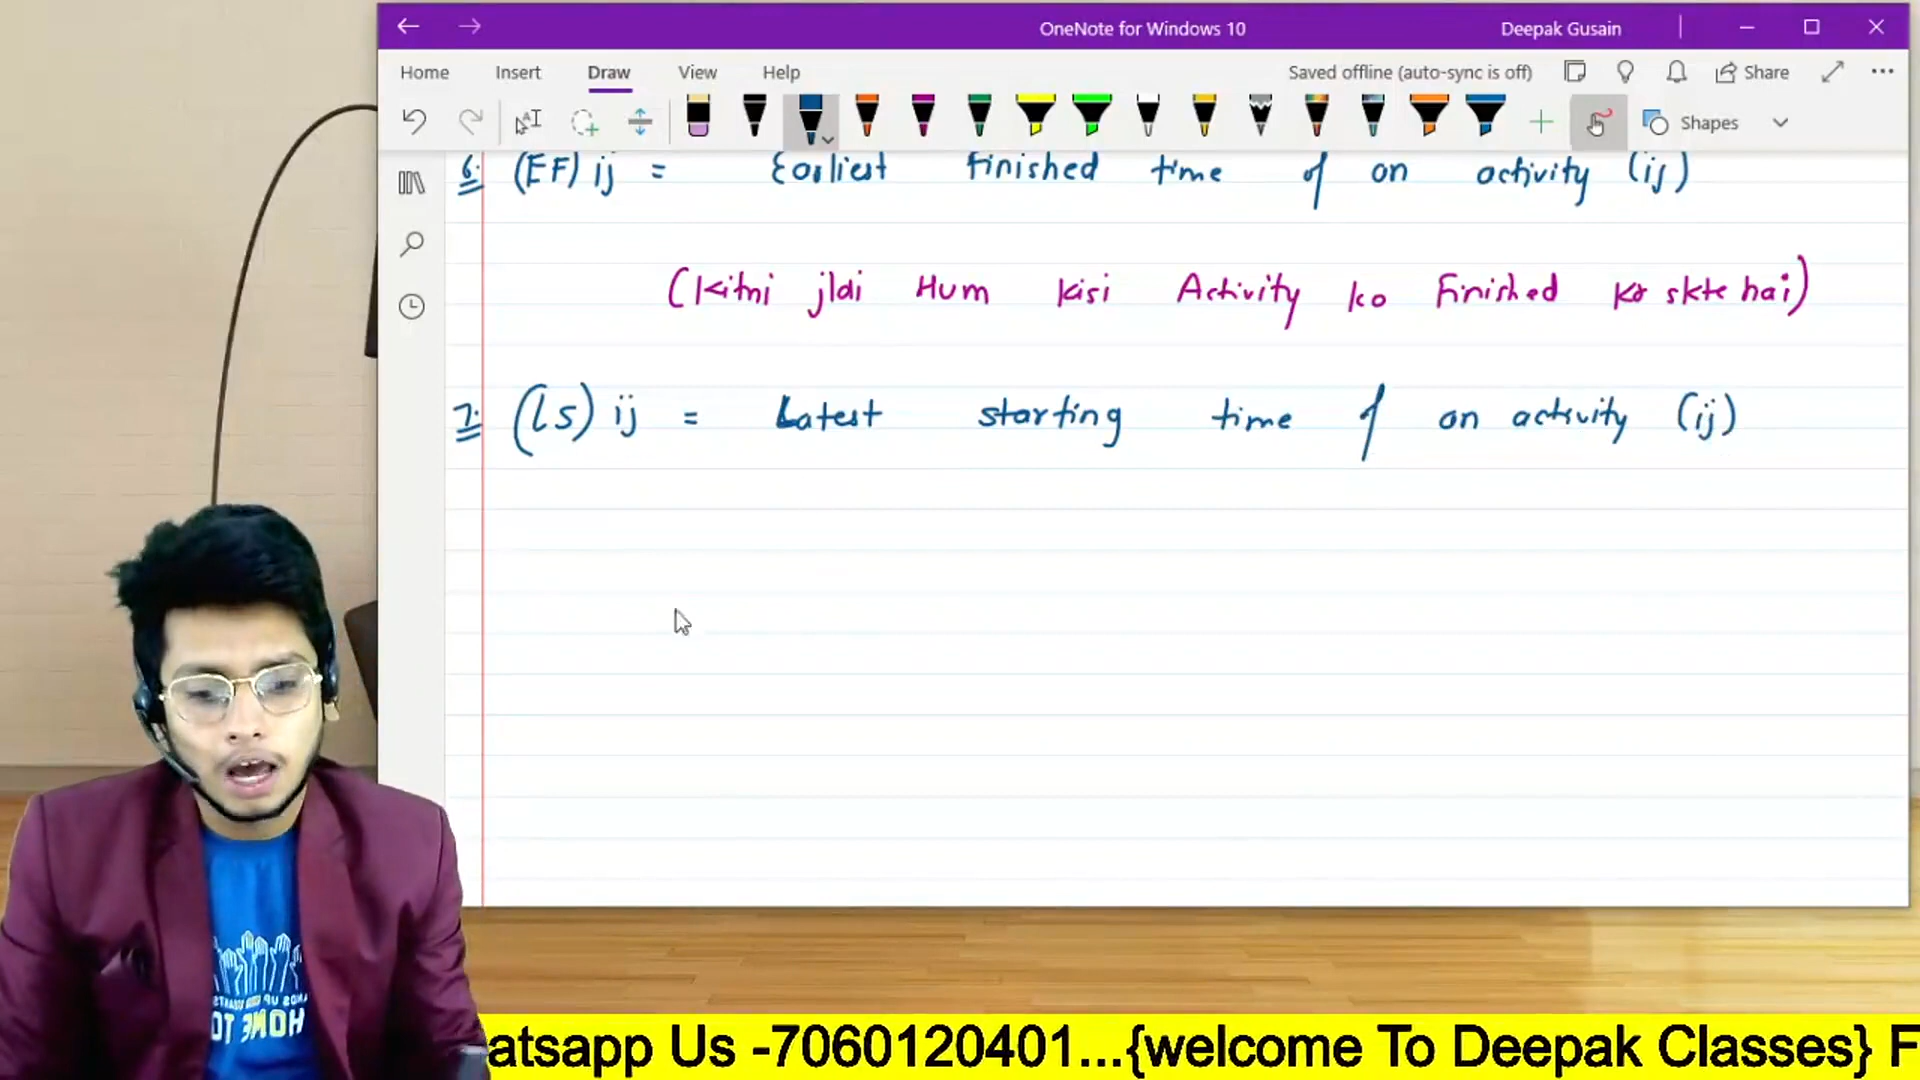 OneNote for Windows 10
Deepak Gusain
Home Insert Draw View Help
Saved offline (auto-sync is off) Share
Shapes
6. (EF) ij = Earliest Finished time of on activity (ij)
(Kitni jldi Hum Kisi Activity ko Finished kr skte hai)
7. (LS) ij = Latest starting time of on activity (ij)
HOME TO
atsapp Us -7060120401...{welcome To Deepak Classes} F